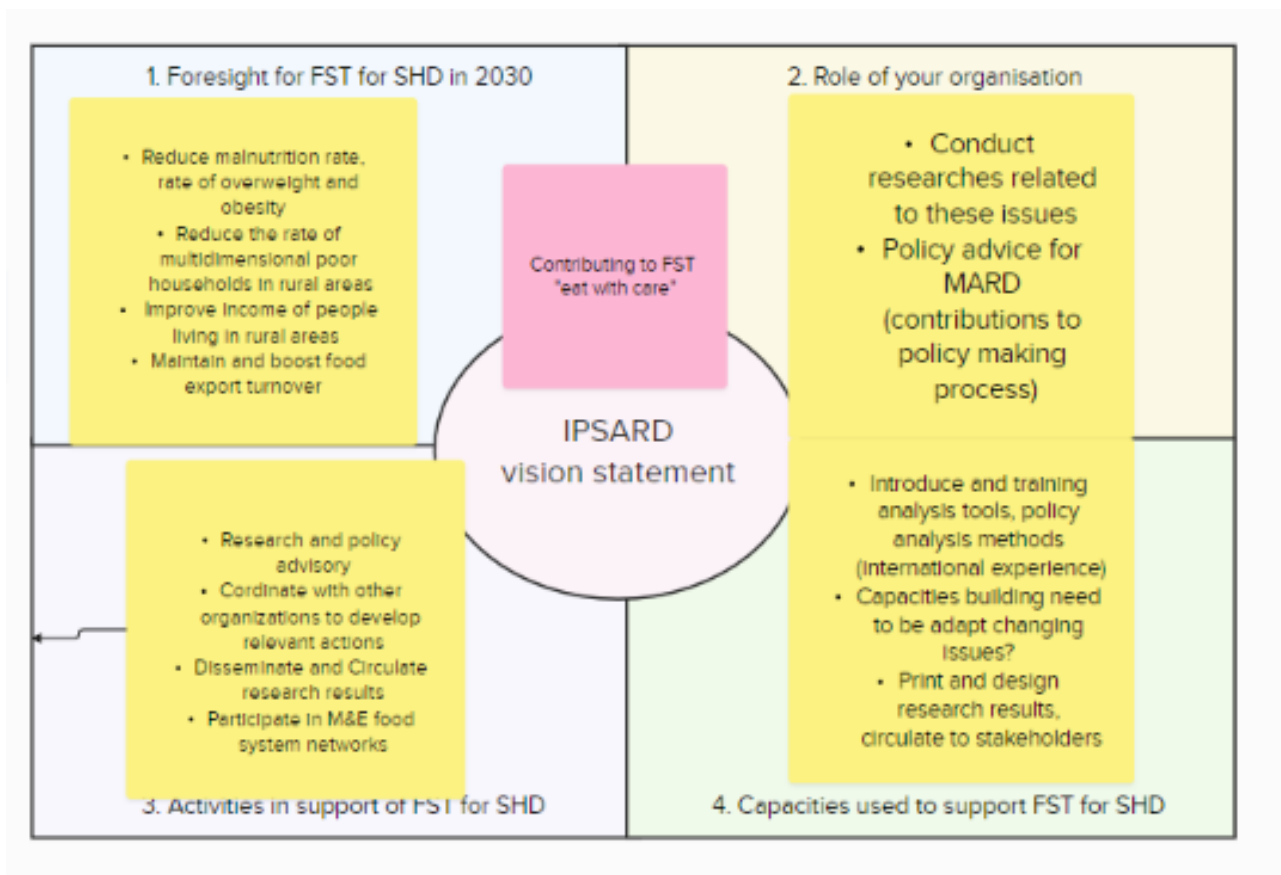 1. Foresight for FST for SHD in 2030
• Reduce malnutrition rate,
rate of overweight and
obesity
• Reduce the rate of
multidimensional poor
households in rural areas
• Improve income of people
living in rural areas
• Maintain and boost food
export turnover
2. Role of your organisation
• Conduct
researches related
to these issues
• Policy advice for
MARD
(contributions to
policy making
process)
Contributing to FST
"eat with care"
IPSARD
vision statement
• Research and policy
advisory
• Cordinate with other
organizations to develop
relevant actions
• Disseminate and Circulate
research results
• Participate in M&E food
system networks
3. Activities in support of FST for SHD
• Introduce and training
analysis tools, policy
analysis methods
(international experience)
• Capacities building need
to be adapt changing
issues?
• Print and design
research results,
circulate to stakeholders
4. Capacities used to support FST for SHD